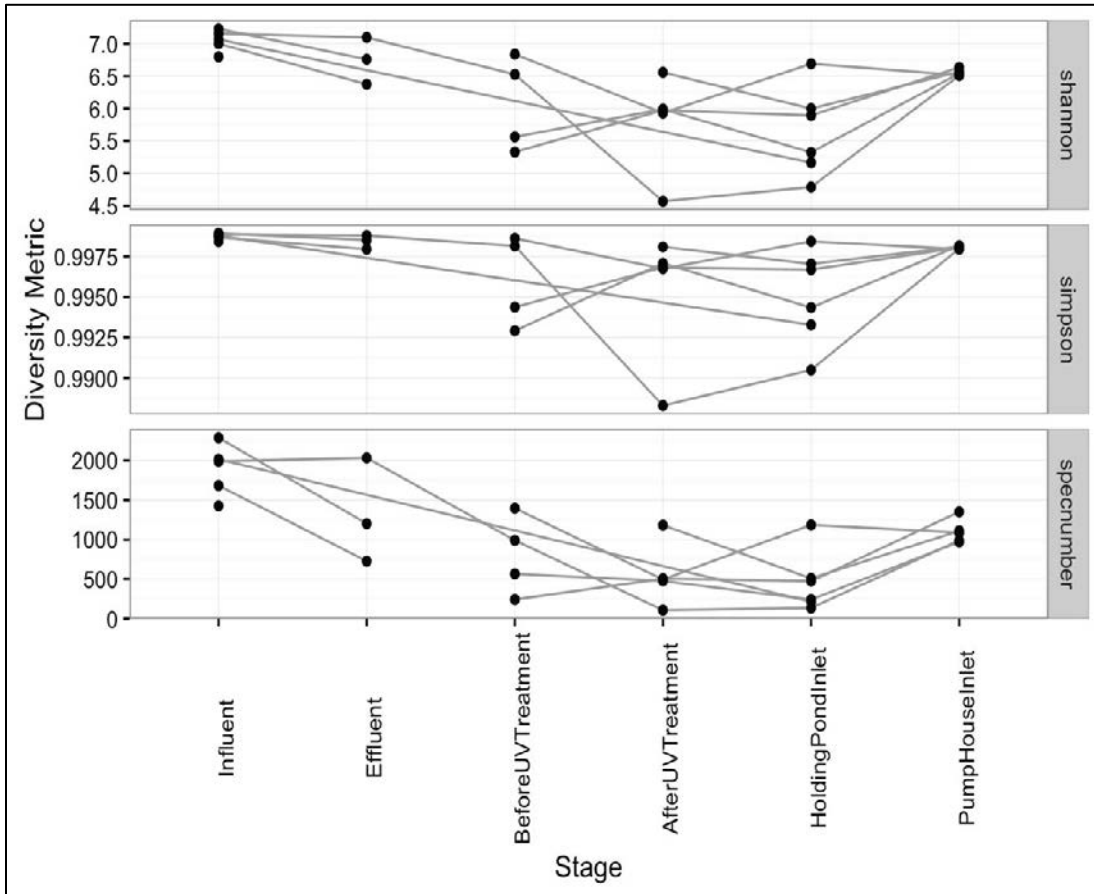 Diversity Metric
7.0
6.5
6.0
5.5
5.0
4.5
shannon
0.9975
0.9950
0.9925
0.9900
simpson
2000
1500
1000
500
0
specnumber
Influent
Effluent
BeforeUVTreatment
AfterUVTreatment
HoldingPondInlet
PumpHouseInlet
Stage